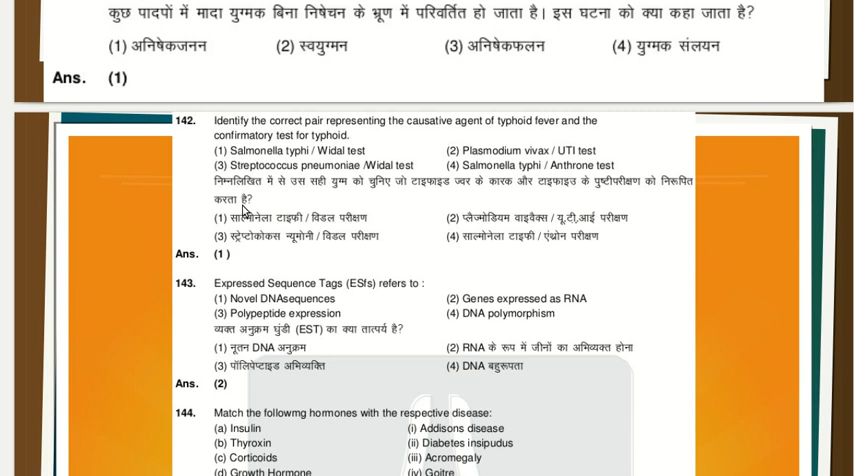 कुछ पादपों में मादा युग्मक बिना निषेचन के भ्रूण में परिवर्तित हो जाता है। इस घटना को क्या कहा जाता है?
(1) अनिषेकजनन (2) स्वयुग्मन (3) अनिषेकफलन (4) युग्मक संलयन
Ans. (1)
142. Identify the correct pair representing the causative agent of typhoid fever and the
confirmatory test for typhoid.
(1) Salmonella typhi / Widal test (2) Plasmodium vivax / UTI test
(3) Streptococcus pneumoniae /Widal test (4) Salmonella typhi / Anthrone test
निम्नलिखित में से उस सही युग्म को चुनिए जो टाइफाइड ज्वर के कारक और टाइफाइउ के पुष्टीपरीक्षण को निरूपित
करता है?
(1) साल्मोनेला टाइफी / विडल परीक्षण (2) प्लैज्मोडियम वाइवैक्स / यू.टी.आई परीक्षण
(3) स्ट्रेप्टोकोकस न्यूमोनी / विडल परीक्षण (4) साल्मोनेला टाइफी / एंथ्रोन परीक्षण
Ans. (1 )
143. Expressed Sequence Tags (ESfs) refers to :
(1) Novel DNAsequences (2) Genes expressed as RNA
(3) Polypeptide expression (4) DNA polymorphism
व्यक्त अनुक्रम घुंडी (EST) का क्या तात्पर्य है?
(1) नूतन DNA अनुक्रम (2) RNA के रूप में जीनों का अभिव्यक्त होना
(3) पॉलिपेप्टाइड अभिव्यक्ति (4) DNA बहुरूपता
Ans. (2)
144. Match the followmg hormones with the respective disease:
(a) Insulin (i) Addisons disease
(b) Thyroxin (ii) Diabetes insipudus
(c) Corticoids (iii) Acromegaly
(d) Growth Hormone (iv) Goitre